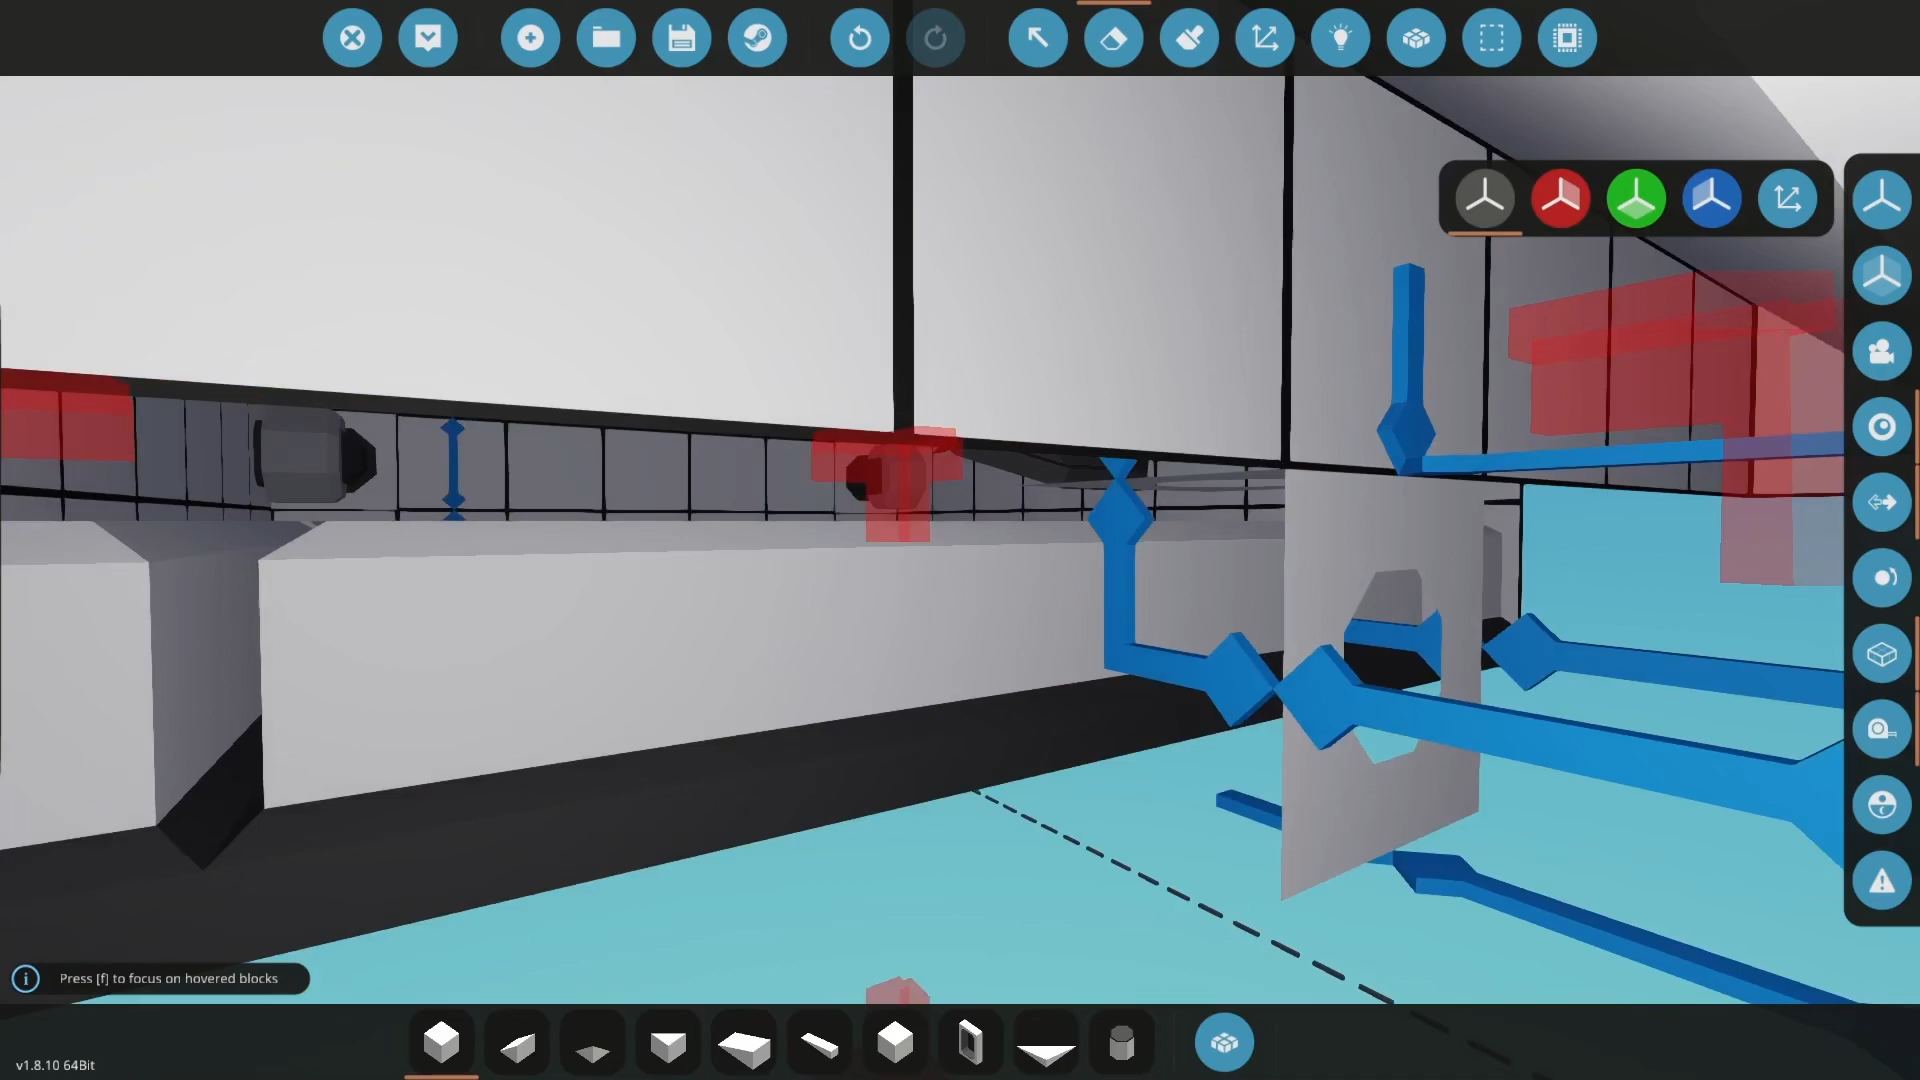 Press [f] to focus on hovered blocks
v1.8.10 64Bit